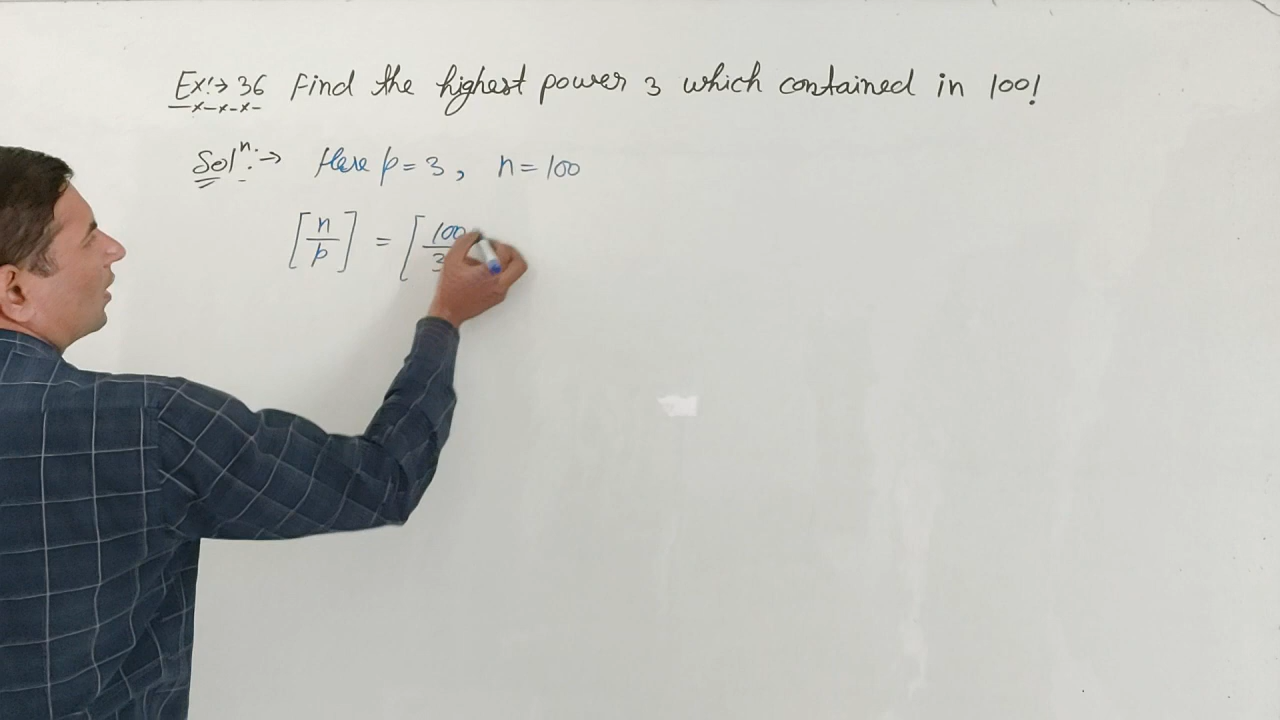 Ex:→ 36 Find the highest power 3 which contained in 100!
Solⁿ:→ Here p = 3, n = 100
[n/p] = [100/3